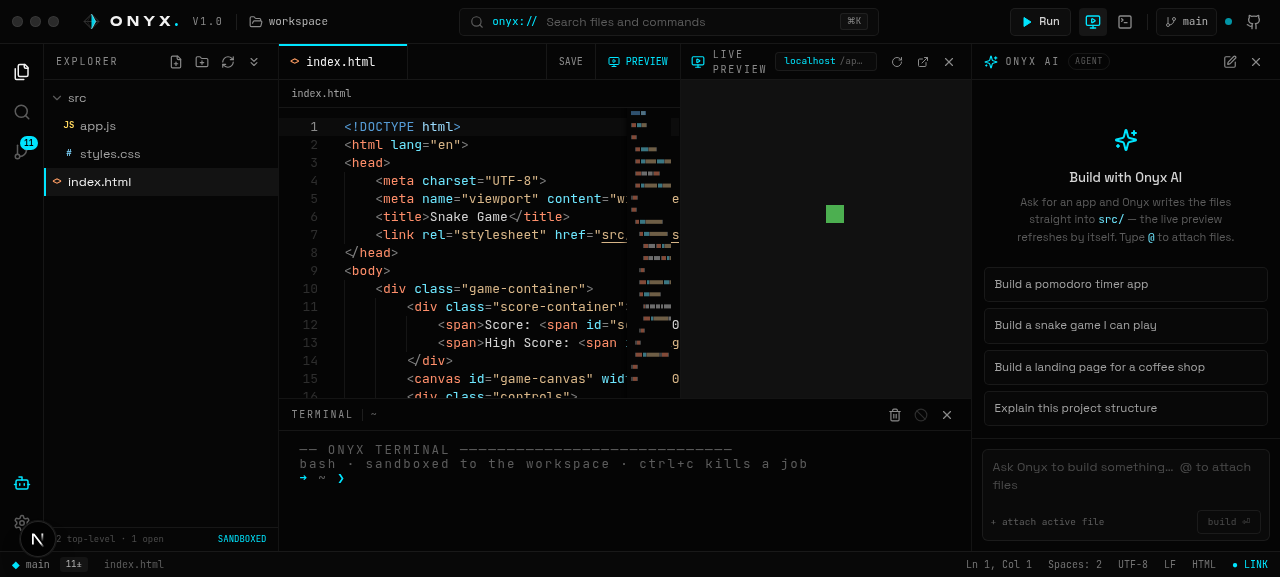 ONYX. V1.0 workspace
onyx:// Search files and commands ⌘K
Run
main
EXPLORER
src
JS app.js
# styles.css
<> index.html
11
2 top-level · 1 open SANDBOXED
N
<> index.html
SAVE
PREVIEW
index.html
1 <!DOCTYPE html>
2 <html lang="en">
3 <head>
4 <meta charset="UTF-8">
5 <meta name="viewport" content="w
6 <title>Snake Game</title>
7 <link rel="stylesheet" href="src
8 </head>
9 <body>
10 <div class="game-container">
11 <div class="score-container"
12 <span>Score: <span id="s
13 <span>High Score: <span
14 </div>
15 <canvas id="game-canvas" widt
16 <div class="controls">
LIVE
PREVIEW
localhost /ap…
TERMINAL ~
── ONYX TERMINAL ────────────────────────────
bash · sandboxed to the workspace · ctrl+c kills a job
➜ ~ ❯
ONYX AI AGENT
Build with Onyx AI
Ask for an app and Onyx writes the files
straight into src/ — the live preview
refreshes by itself. Type @ to attach files.
Build a pomodoro timer app
Build a snake game I can play
Build a landing page for a coffee shop
Explain this project structure
Ask Onyx to build something… @ to attach
files
+ attach active file build ⏎
main 11± index.html
Ln 1, Col 1 Spaces: 2 UTF-8 LF HTML LINK